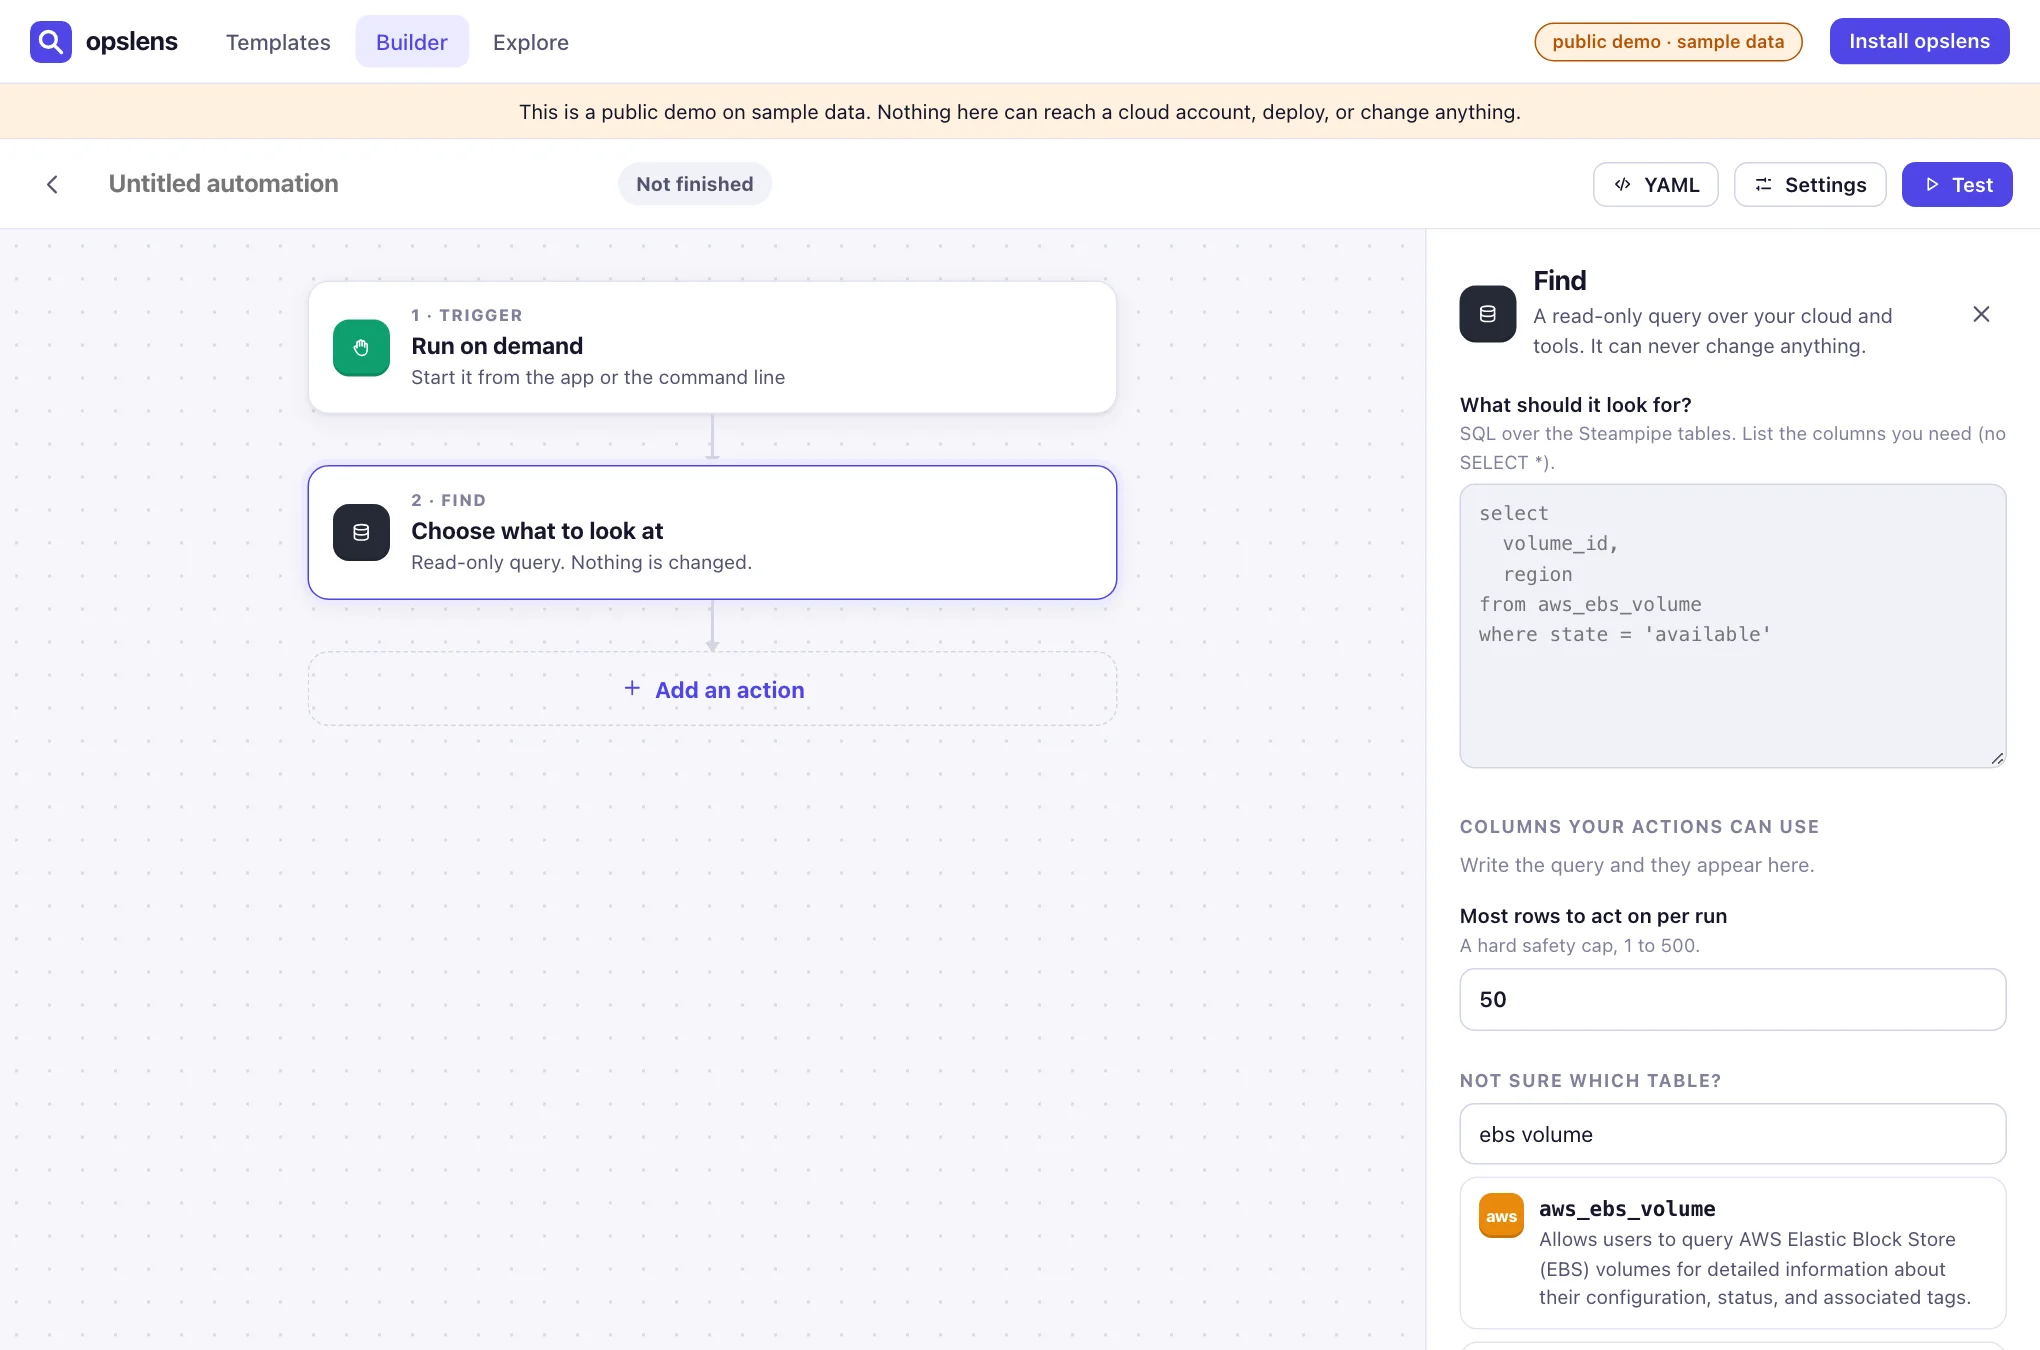 opslens
Templates
Builder
Explore
public demo · sample data
Install opslens
This is a public demo on sample data. Nothing here can reach a cloud account, deploy, or change anything.
Untitled automation
Not finished
YAML
Settings
Test
1 · TRIGGER
Run on demand
Start it from the app or the command line
2 · FIND
Choose what to look at
Read-only query. Nothing is changed.
+ Add an action
Find
A read-only query over your cloud and
tools. It can never change anything.
What should it look for?
SQL over the Steampipe tables. List the columns you need (no
SELECT *).
select
  volume_id,
  region
from aws_ebs_volume
where state = 'available'
COLUMNS YOUR ACTIONS CAN USE
Write the query and they appear here.
Most rows to act on per run
A hard safety cap, 1 to 500.
50
NOT SURE WHICH TABLE?
ebs volume
aws
aws_ebs_volume
Allows users to query AWS Elastic Block Store
(EBS) volumes for detailed information about
their configuration, status, and associated tags.